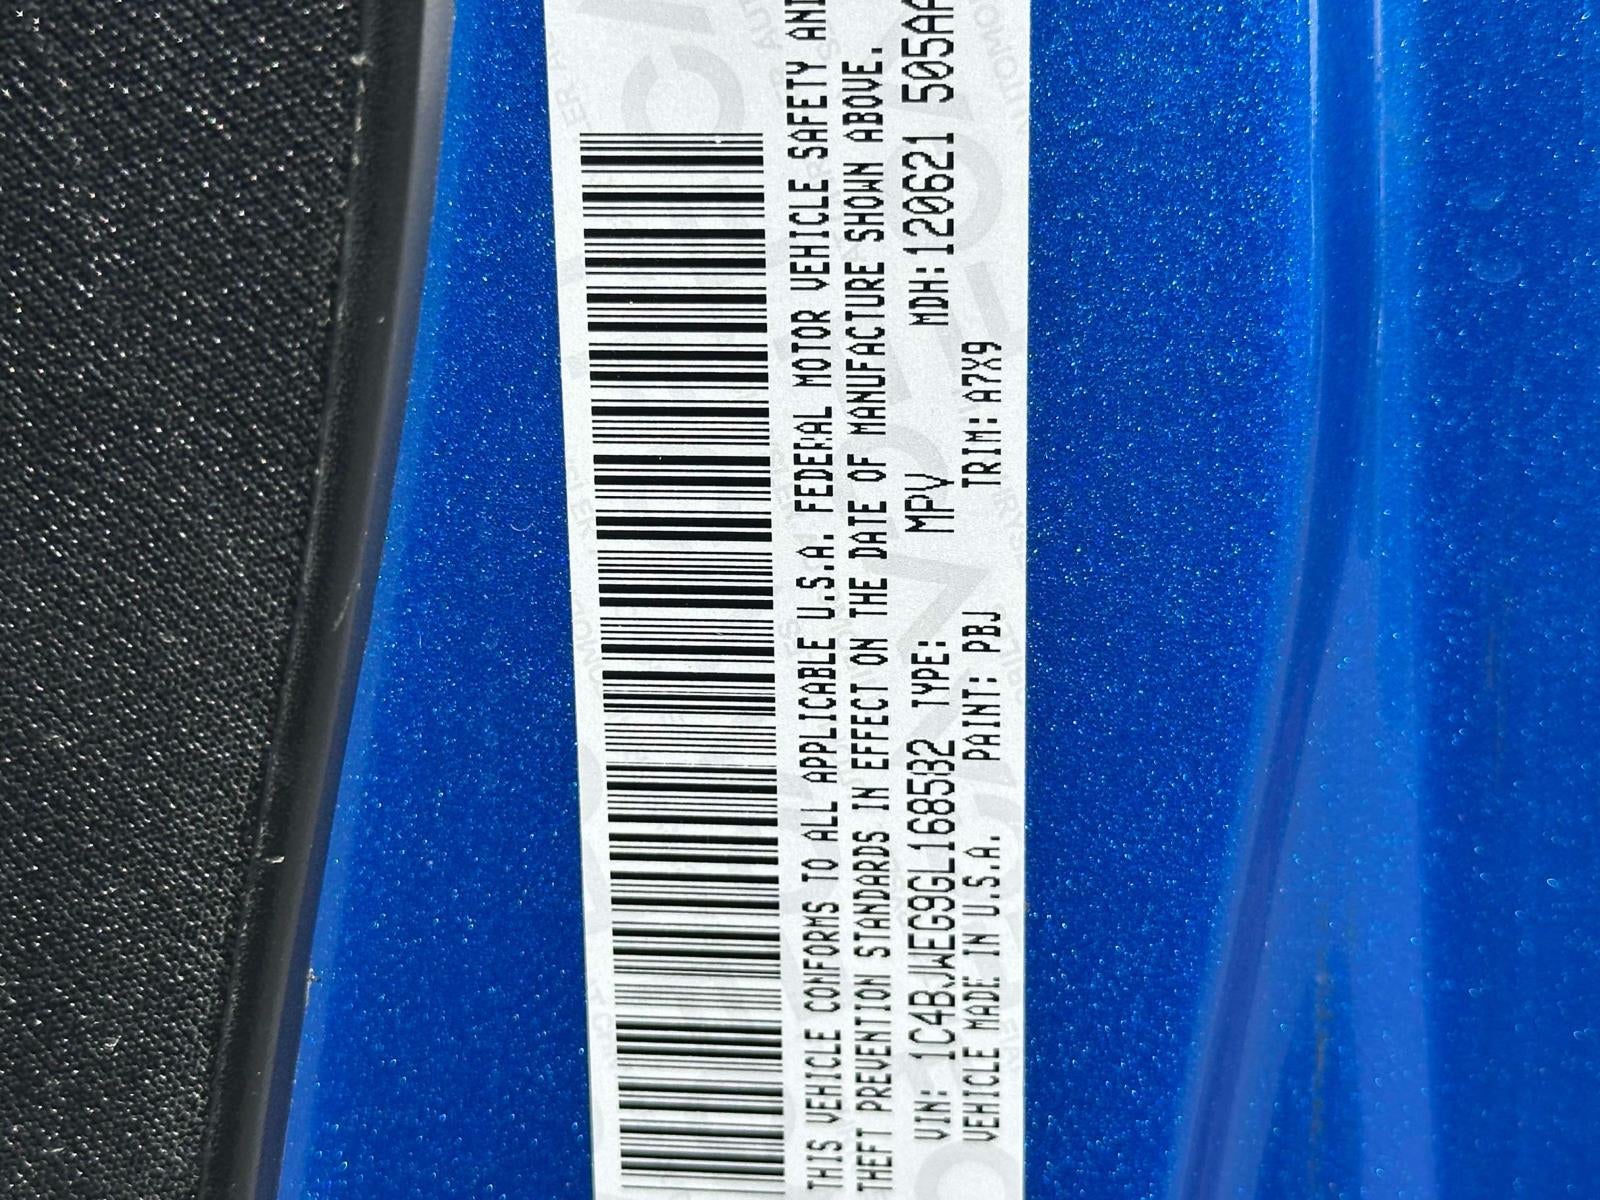 THIS VEHICLE CONFORMS TO ALL APPLICABLE U.S.A. FEDERAL MOTOR VEHICLE SAFETY AND
THEFT PREVENTION STANDARDS IN EFFECT ON THE DATE OF MANUFACTURE SHOWN ABOVE.
VIN: 1C4BJWEG9GL168582 TYPE: MPV MDH:120621 505AA
VEHICLE MADE IN U.S.A. PAINT: PBJ TRIM: A7X9